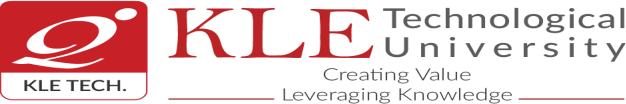 KLE TECH.
KLE Technological
University
Creating Value
Leveraging Knowledge